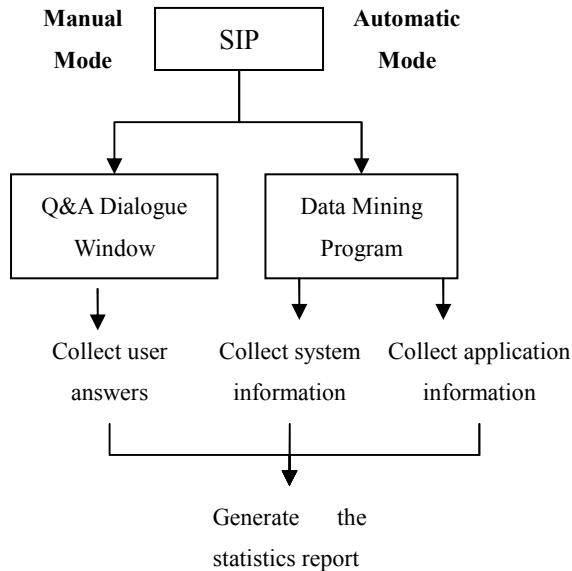 Manual
Mode
SIP
Automatic
Mode
Q&A Dialogue
Window
Data Mining
Program
Collect user
answers
Collect system
information
Collect application
information
Generate the
statistics report